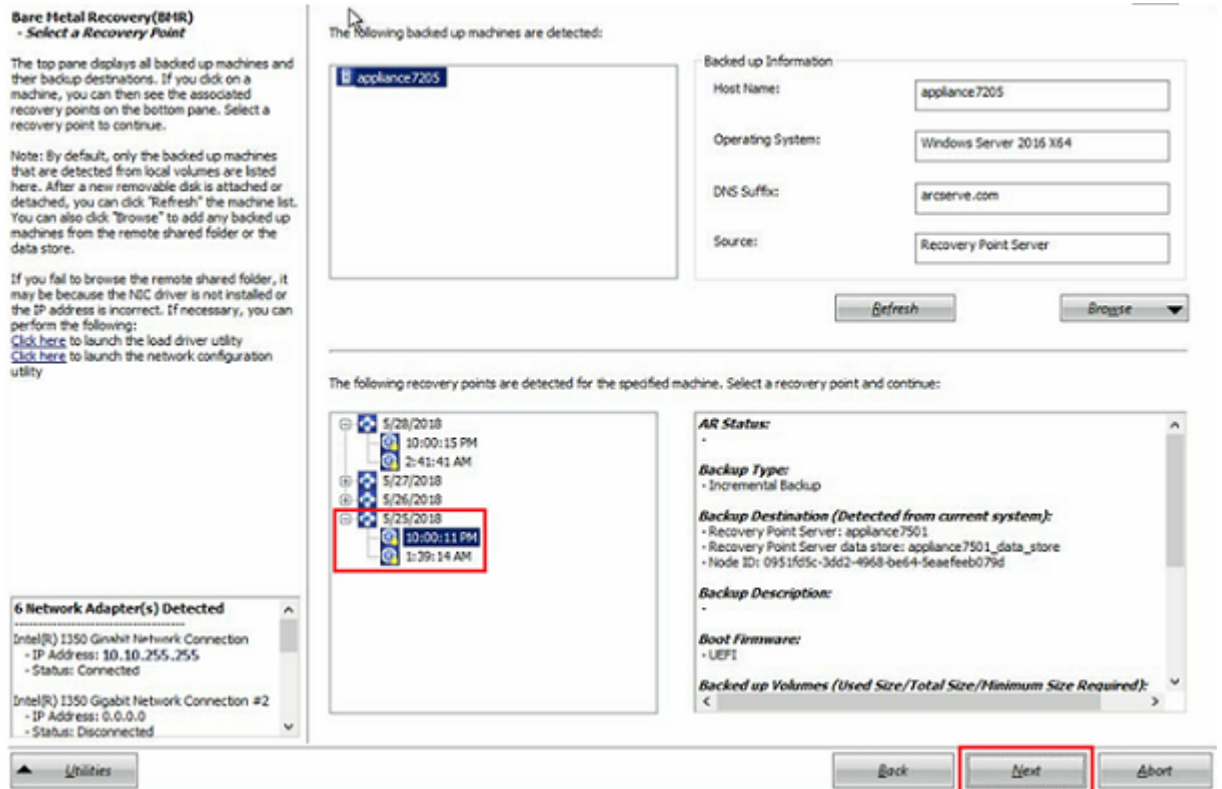 Bare Metal Recovery(BMR)
- Select a Recovery Point
The top pane displays all backed up machines and
their backup destinations. If you click on a
machine, you can then see the associated
recovery points on the bottom pane. Select a
recovery point to continue.
Note: By default, only the backed up machines
that are detected from local volumes are listed
here. After a new removable disk is attached or
detached, you can click "Refresh" the machine list.
You can also click "Browse" to add any backed up
machines from the remote shared folder or the
data store.
If you fail to browse the remote shared folder, it
may be because the NIC driver is not installed or
the IP address is incorrect. If necessary, you can
perform the following:
Click here to launch the load driver utility
Click here to launch the network configuration
utility
6 Network Adapter(s) Detected
Intel(R) I350 Gigabit Network Connection
- IP Address: 10.10.255.255
- Status: Connected
Intel(R) I350 Gigabit Network Connection #2
- IP Address: 0.0.0.0
- Status: Disconnected
The following backed up machines are detected:
appliance7205
Backed up Information
Host Name: appliance7205
Operating System: Windows Server 2016 X64
DNS Suffix: arcserve.com
Source: Recovery Point Server
Refresh
Browse
The following recovery points are detected for the specified machine. Select a recovery point and continue:
5/28/2018
10:00:15 PM
2:41:41 AM
5/27/2018
5/26/2018
5/25/2018
10:00:11 PM
1:39:14 AM
AR Status:
-
Backup Type:
- Incremental Backup
Backup Destination (Detected from current system):
- Recovery Point Server: appliance7501
- Recovery Point Server data store: appliance7501_data_store
- Node ID: 0951fd5c-3dd2-4968-be64-5eaefeeb079d
Backup Description:
-
Boot Firmware:
- UEFI
Backed up Volumes (Used Size/Total Size/Minimum Size Required):
Utilities
Back
Next
Abort